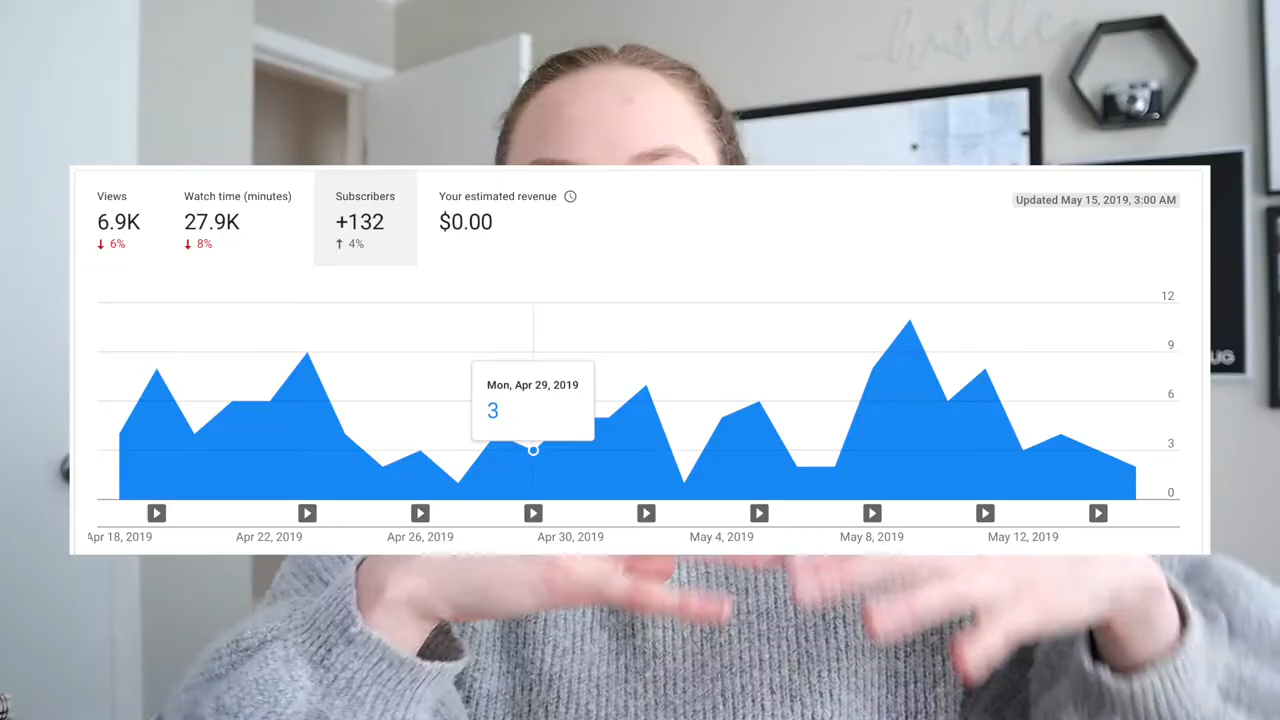 hustle
Views
6.9K
6%
Watch time (minutes)
27.9K
8%
Subscribers
+132
4%
Your estimated revenue
$0.00
Updated May 15, 2019, 3:00 AM
12
9
6
3
0
Mon, Apr 29, 2019
3
Apr 18, 2019
Apr 22, 2019
Apr 26, 2019
Apr 30, 2019
May 4, 2019
May 8, 2019
May 12, 2019
UG